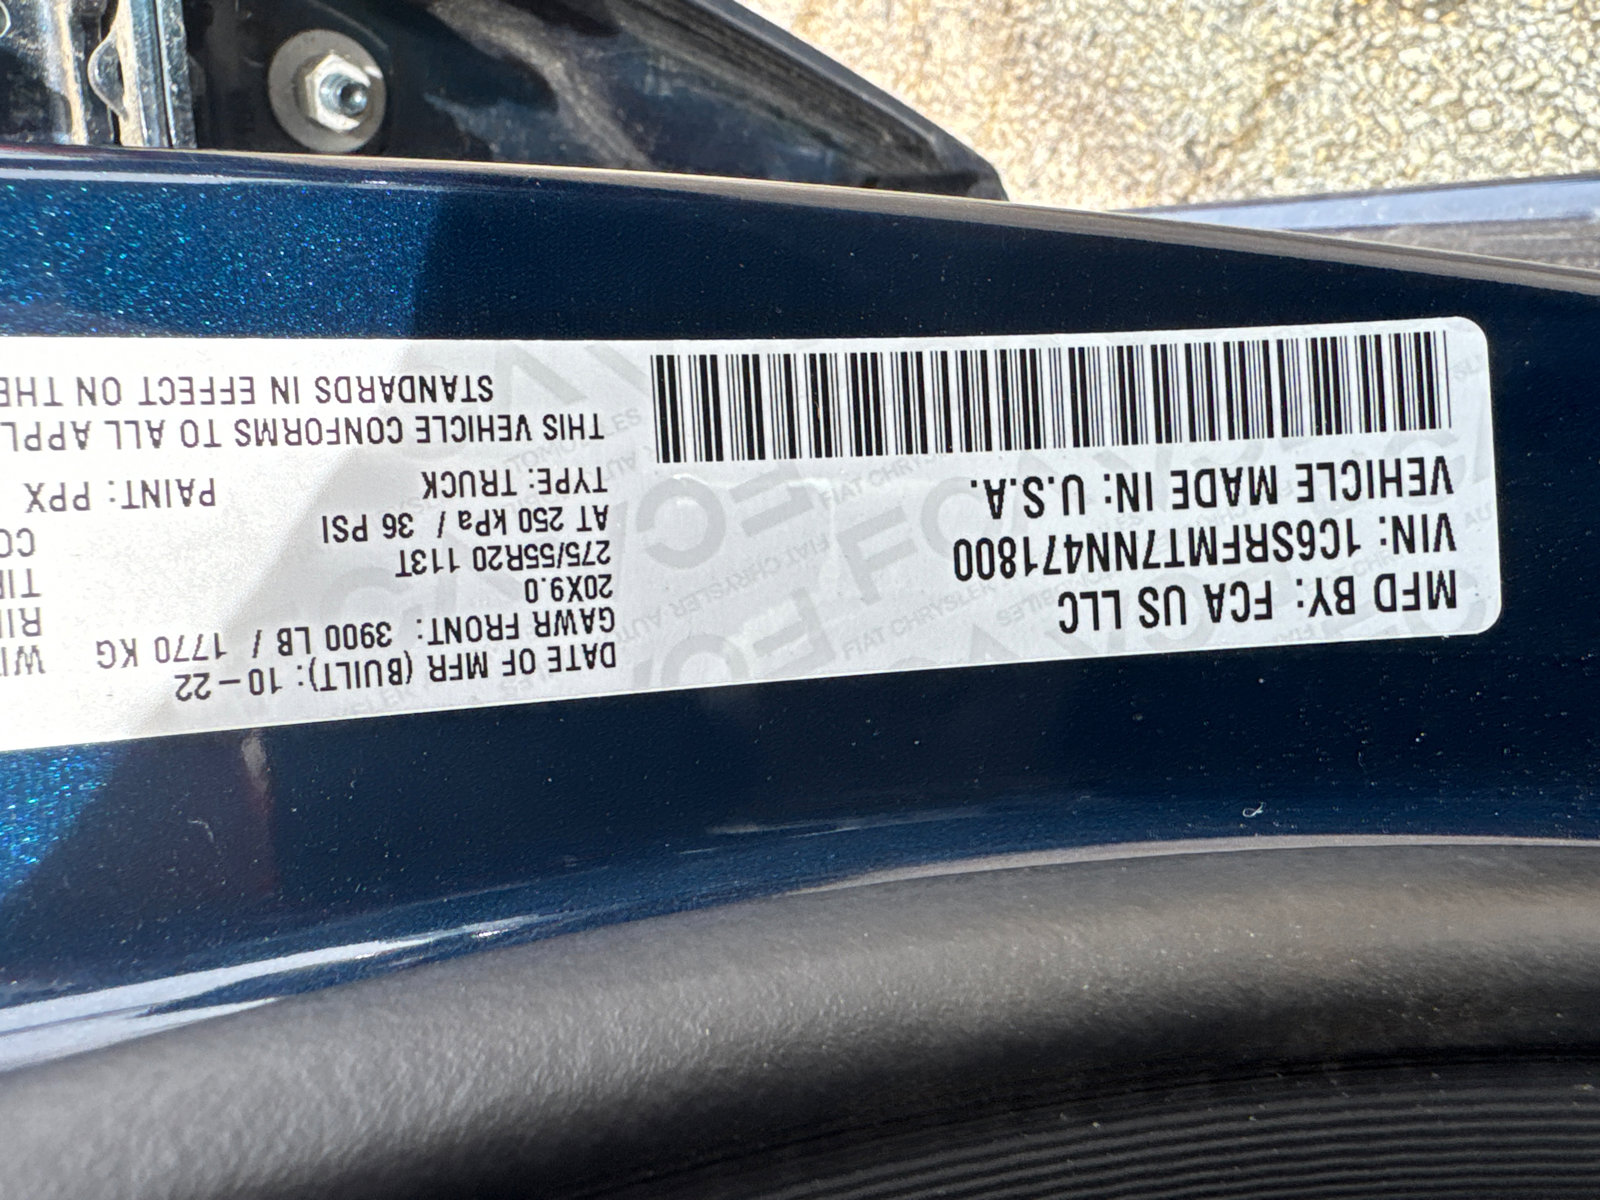 MFD BY: FCA US LLC
VIN: 1C6SRFMT7NN471800
VEHICLE MADE IN: U.S.A.
DATE OF MFR (BUILT): 10-22
GAWR FRONT: 3900 LB / 1770 KG
20X9.0
275/55R20 113T
AT 250 kPa / 36 PSI
TYPE: TRUCK PAINT: PPX
THIS VEHICLE CONFORMS TO ALL APPL
STANDARDS IN EFFECT ON THE